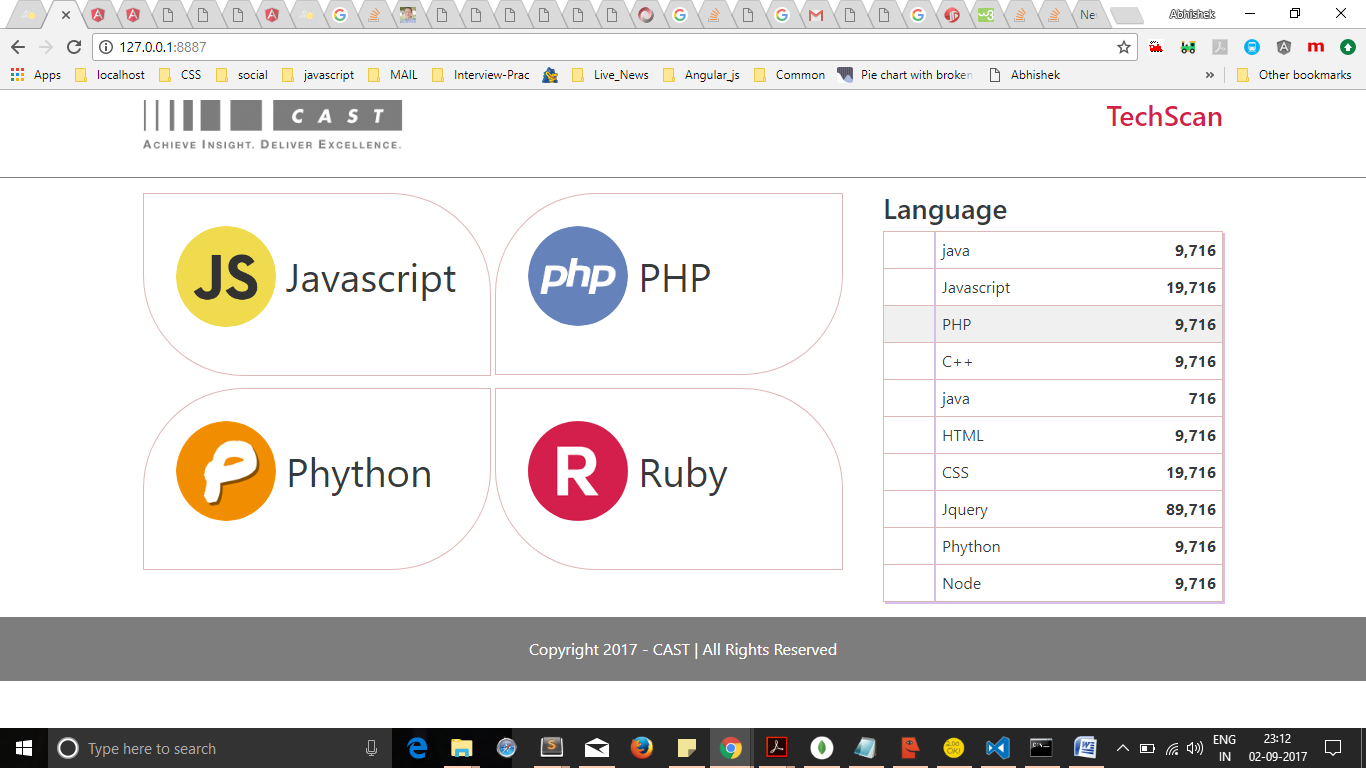 Ne
Abhishek
127.0.0.1:8887
Apps localhost CSS social javascript MAIL Interview-Prac Live_News Angular_js Common Pie chart with broken Abhishek » Other bookmarks
CAST
ACHIEVE INSIGHT. DELIVER EXCELLENCE.
TechScan
JS Javascript
php PHP
P Phython
R Ruby
Language
java 9,716
Javascript 19,716
PHP 9,716
C++ 9,716
java 716
HTML 9,716
CSS 19,716
Jquery 89,716
Phython 9,716
Node 9,716
Copyright 2017 - CAST | All Rights Reserved
Type here to search
ENG
IN
23:12
02-09-2017